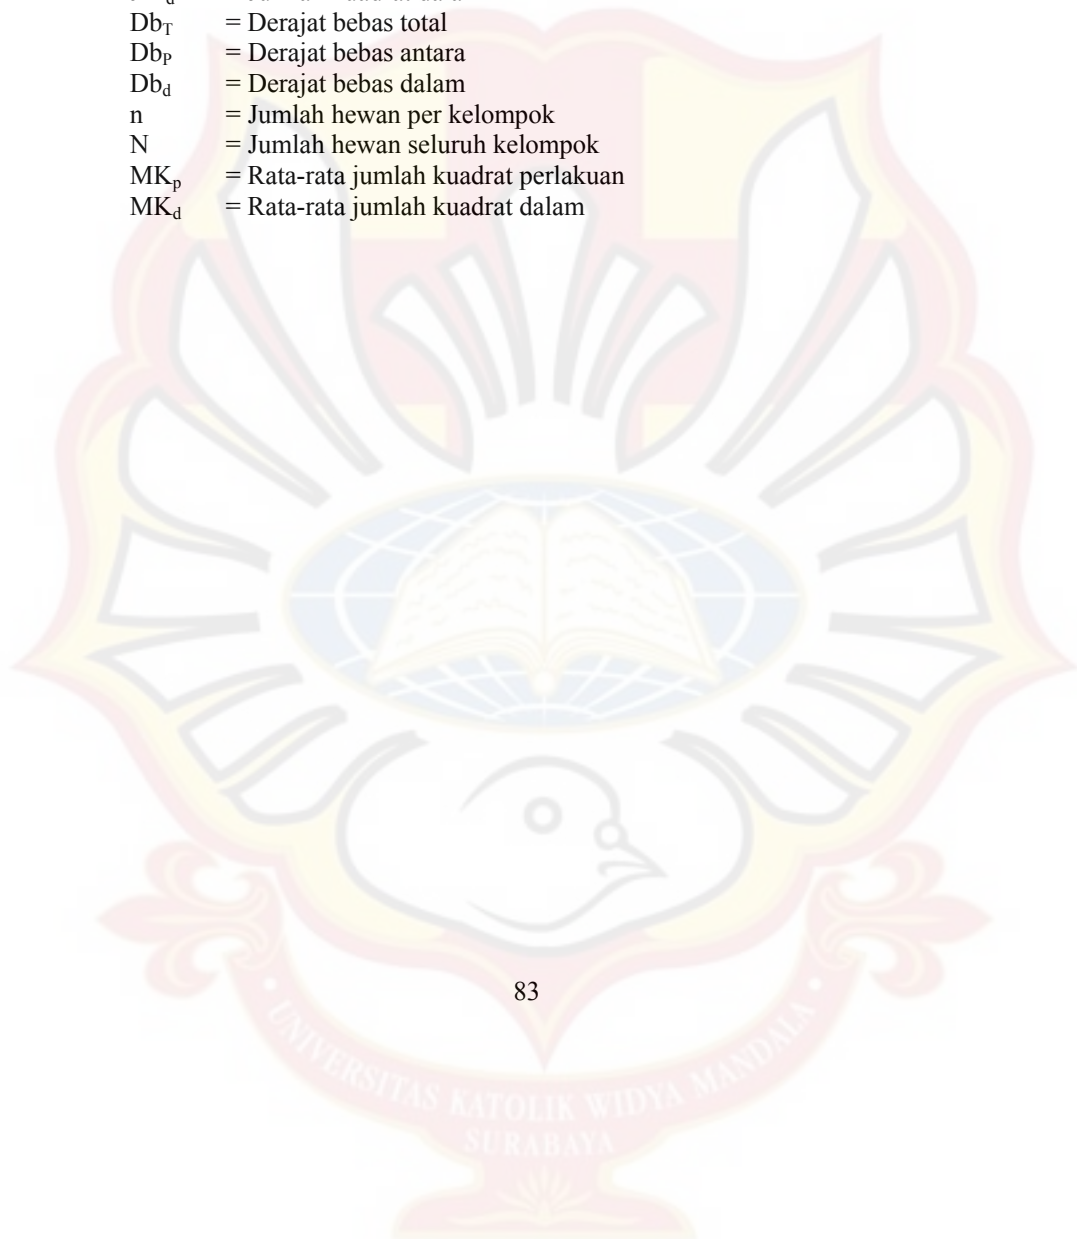 Db_T = Derajat bebas total
Db_P = Derajat bebas antara
Db_d = Derajat bebas dalam
n = Jumlah hewan per kelompok
N = Jumlah hewan seluruh kelompok
MK_p = Rata-rata jumlah kuadrat perlakuan
MK_d = Rata-rata jumlah kuadrat dalam
83
UNIVERSITAS KATOLIK WIDYA MANDALA
SURABAYA